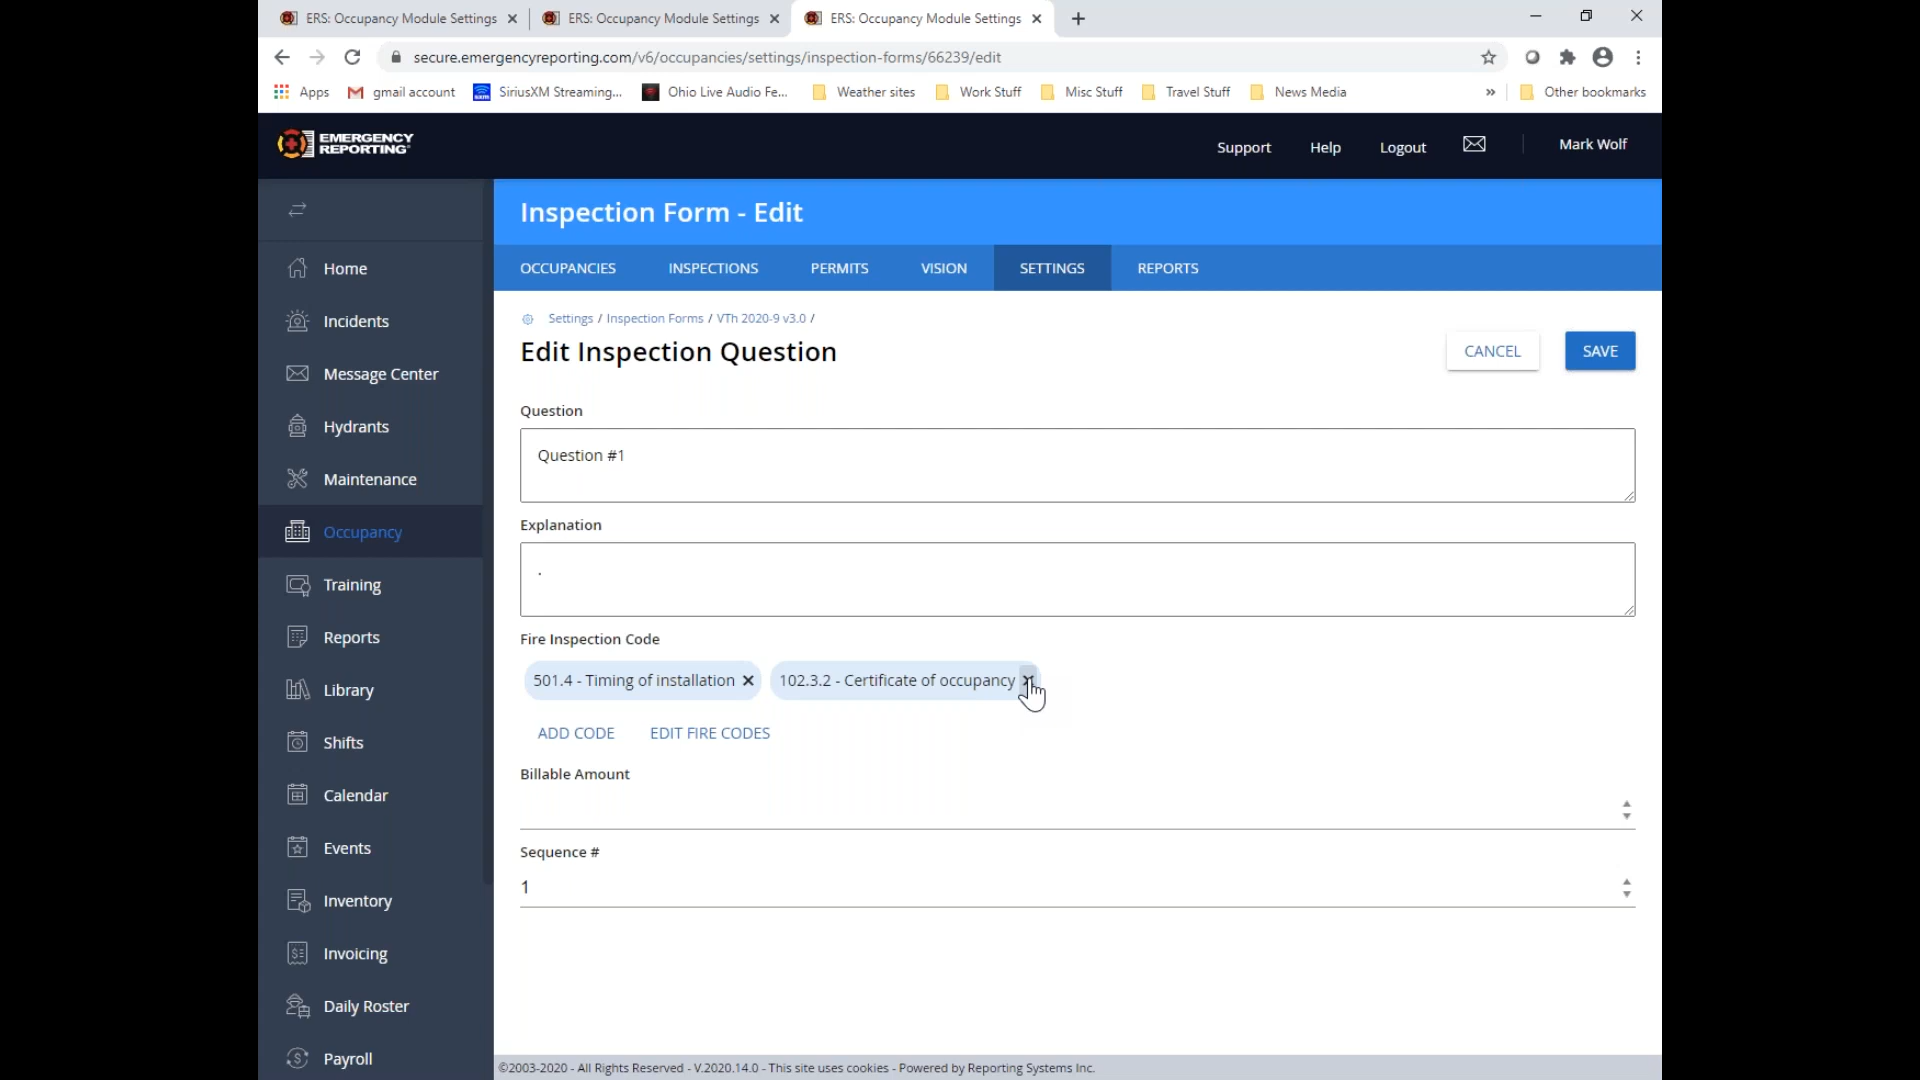 ERS: Occupancy Module Settings
ERS: Occupancy Module Settings
ERS: Occupancy Module Settings
secure.emergencyreporting.com/v6/occupancies/settings/inspection-forms/66239/edit
Apps
gmail account
SiriusXM Streaming...
Ohio Live Audio Fe...
Weather sites
Work Stuff
Misc Stuff
Travel Stuff
News Media
»
Other bookmarks
EMERGENCY
REPORTING
Support
Help
Logout
Mark Wolf
Inspection Form - Edit
OCCUPANCIES
INSPECTIONS
PERMITS
VISION
SETTINGS
REPORTS
Home
Incidents
Message Center
Hydrants
Maintenance
Occupancy
Training
Reports
Library
Shifts
Calendar
Events
Inventory
Invoicing
Daily Roster
Payroll
Settings / Inspection Forms / VTh 2020-9 v3.0 /
Edit Inspection Question
CANCEL
SAVE
Question
Question #1
Explanation
.
Fire Inspection Code
501.4 - Timing of installation
102.3.2 - Certificate of occupancy
ADD CODE
EDIT FIRE CODES
Billable Amount
Sequence #
1
©2003-2020 - All Rights Reserved - V.2020.14.0 - This site uses cookies - Powered by Reporting Systems Inc.